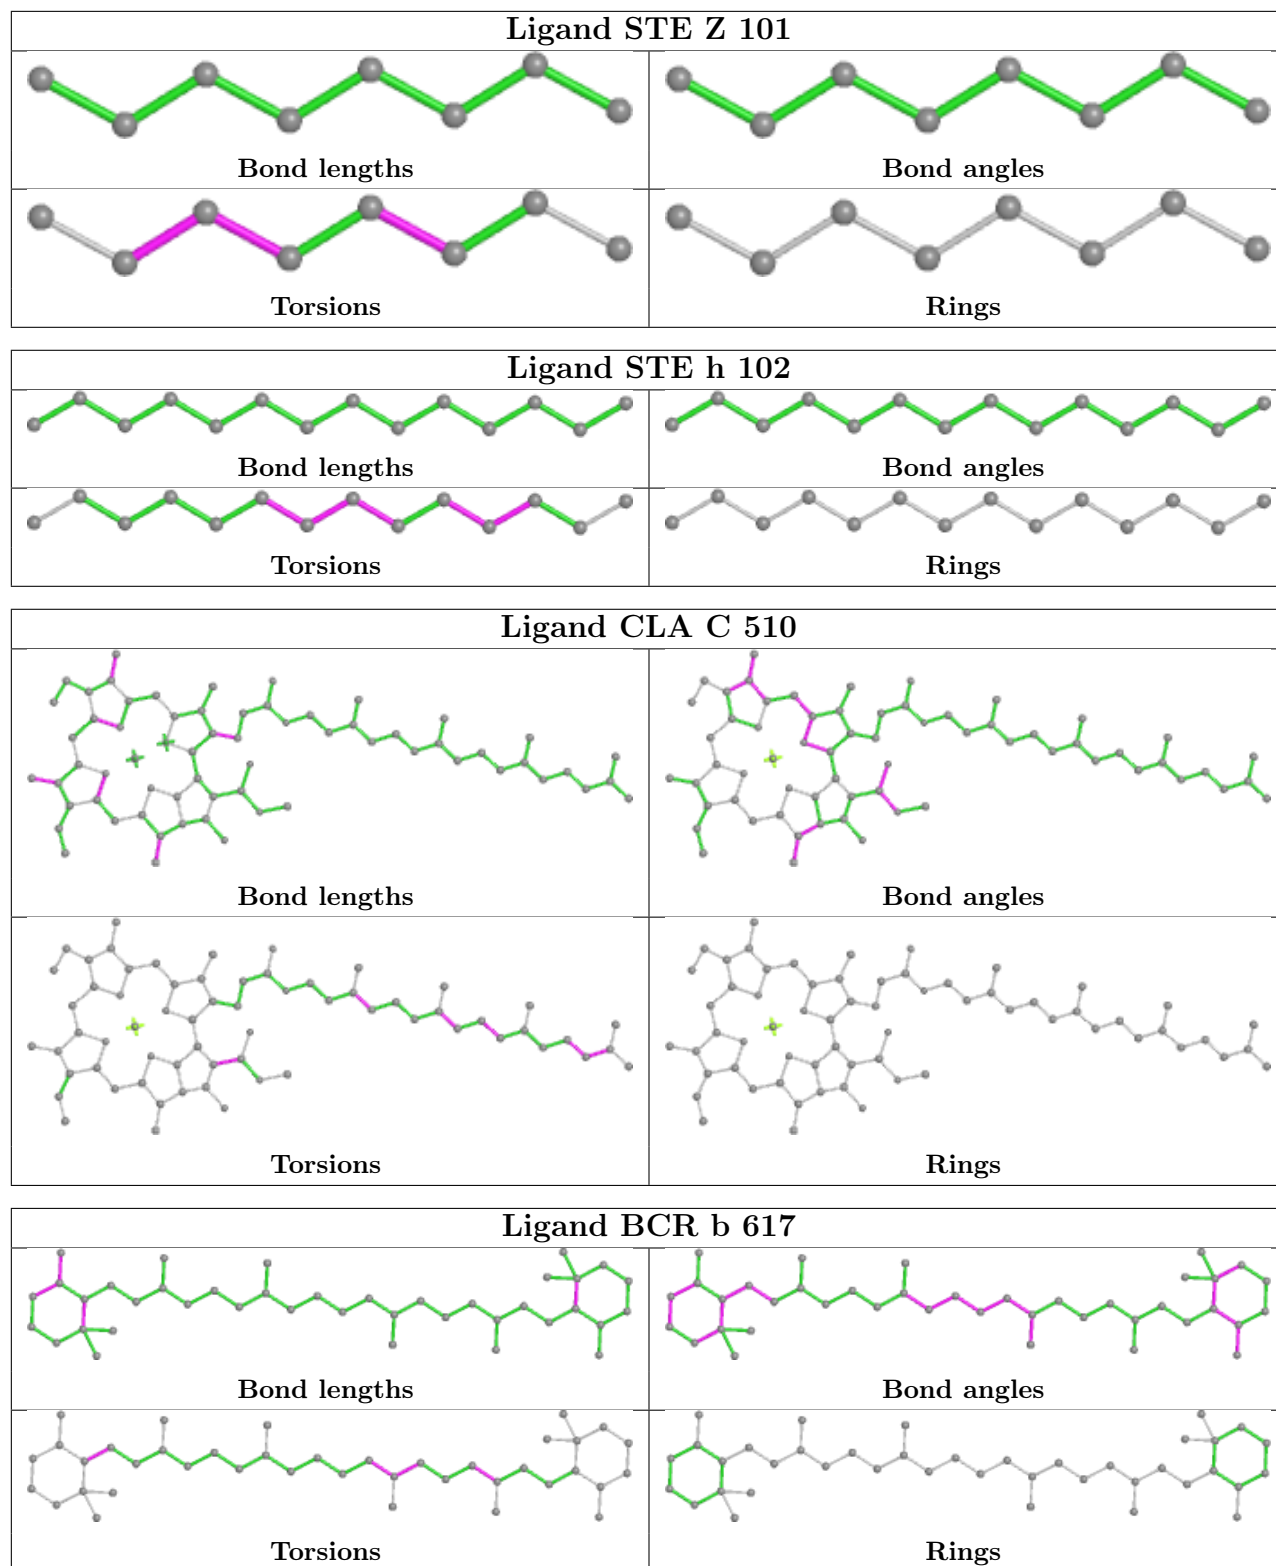 Ligand STE Z 101
Bond lengths
Bond angles
Torsions
Rings
Ligand STE h 102
Bond lengths
Bond angles
Torsions
Rings
Ligand CLA C 510
Bond lengths
Bond angles
Torsions
Rings
Ligand BCR b 617
Bond lengths
Bond angles
Torsions
Rings